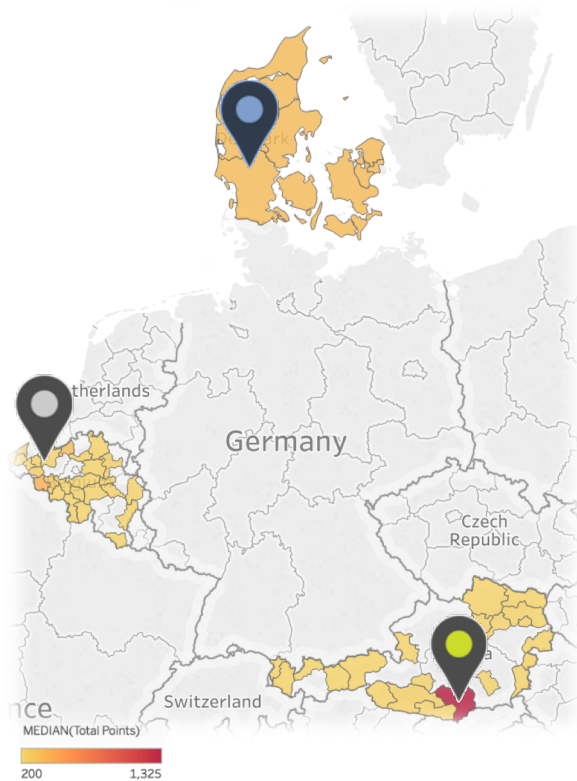 therlands
Germany
Czech
Republic
Switzerland
nce
MEDIAN(Total Points)
200
1,325